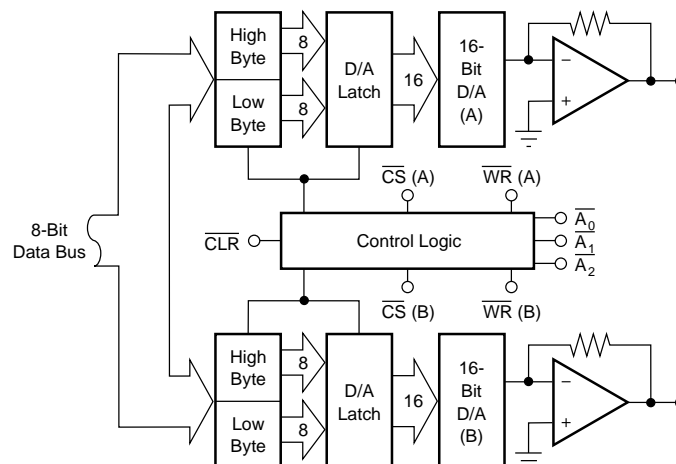 High
Byte
8
Low
Byte
8
D/A
Latch
16
16-
Bit
D/A
(A)
–
+
CS (A)
WR (A)
8-Bit
Data Bus
CLR
Control Logic
A0
A1
A2
CS (B)
WR (B)
High
Byte
8
Low
Byte
8
D/A
Latch
16
16-
Bit
D/A
(B)
–
+